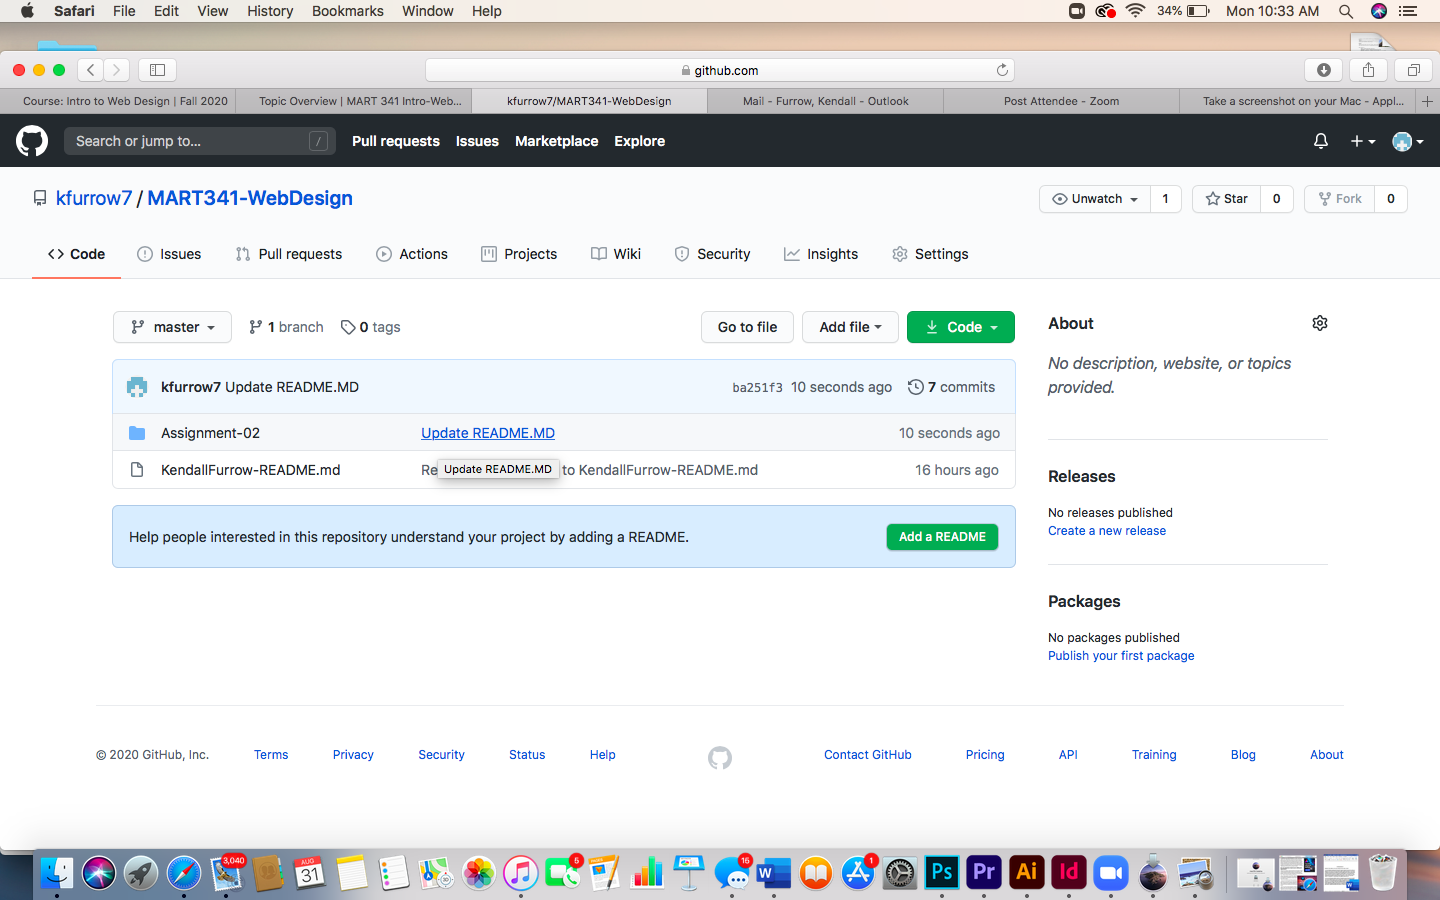 Safari File Edit View History Bookmarks Window Help 34% Mon 10:33 AM
github.com
Course: Intro to Web Design | Fall 2020 Topic Overview | MART 341 Intro-Web... kfurrow7/MART341-WebDesign Mail - Furrow, Kendall - Outlook Post Attendee - Zoom Take a screenshot on your Mac - Appl... +
Search or jump to... / Pull requests Issues Marketplace Explore
kfurrow7 / MART341-WebDesign Unwatch 1 Star 0 Fork 0
Code Issues Pull requests Actions Projects Wiki Security Insights Settings
master 1 branch 0 tags Go to file Add file Code About
No description, website, or topics
provided.
kfurrow7 Update README.MD ba251f3 10 seconds ago 7 commits
Assignment-02 Update README.MD 10 seconds ago
KendallFurrow-README.md Re Update README.MD to KendallFurrow-README.md 16 hours ago
Releases
No releases published
Create a new release
Help people interested in this repository understand your project by adding a README. Add a README
Packages
No packages published
Publish your first package
© 2020 GitHub, Inc. Terms Privacy Security Status Help Contact GitHub Pricing API Training Blog About
3,040 AUG 31 5 16 W 1 Ps Pr Ai Id